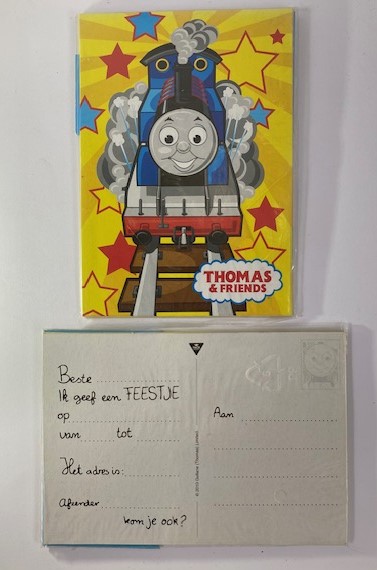 THOMAS
& FRIENDS
Beste
Ik geef een FEESTJE
op
van tot
Het adres is:
Afzender
kom je ook?
Aan